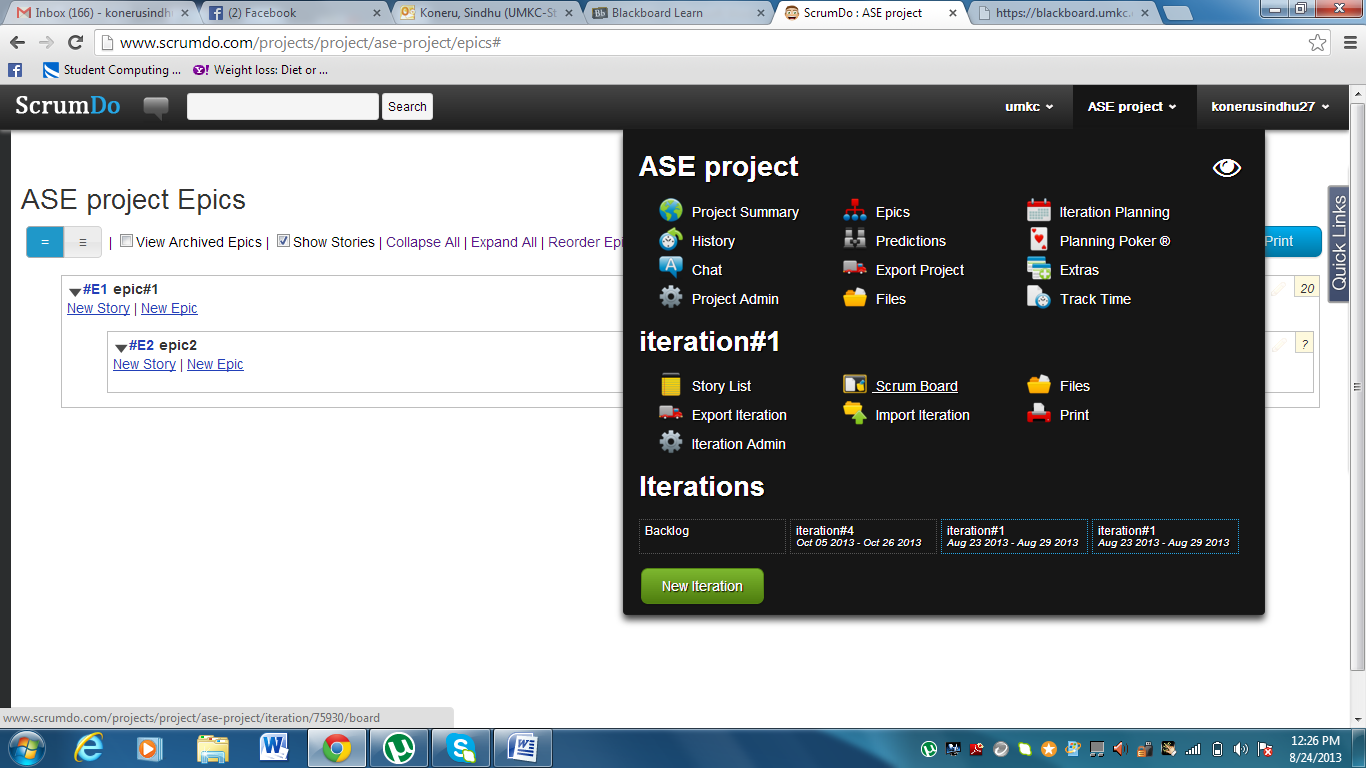 Inbox (166) - konerusindh
(2) Facebook
Koneru, Sindhu (UMKC-St
Blackboard Learn
ScrumDo : ASE project
https://blackboard.umkc.
www.scrumdo.com/projects/project/ase-project/epics#
Student Computing ...
Weight loss: Diet or ...
ScrumDo
Search
umkc
ASE project
konerusindhu27
ASE project Epics
| View Archived Epics | Show Stories | Collapse All | Expand All | Reorder Epi
Print
Quick Links
#E1 epic#1
20
New Story | New Epic
#E2 epic2
?
New Story | New Epic
ASE project
Project Summary
Epics
Iteration Planning
History
Predictions
Planning Poker ®
Chat
Export Project
Extras
Project Admin
Files
Track Time
iteration#1
Story List
Scrum Board
Files
Export Iteration
Import Iteration
Print
Iteration Admin
Iterations
Backlog
iteration#4
Oct 05 2013 - Oct 26 2013
iteration#1
Aug 23 2013 - Aug 29 2013
iteration#1
Aug 23 2013 - Aug 29 2013
New Iteration
www.scrumdo.com/projects/project/ase-project/iteration/75930/board
12:26 PM
8/24/2013